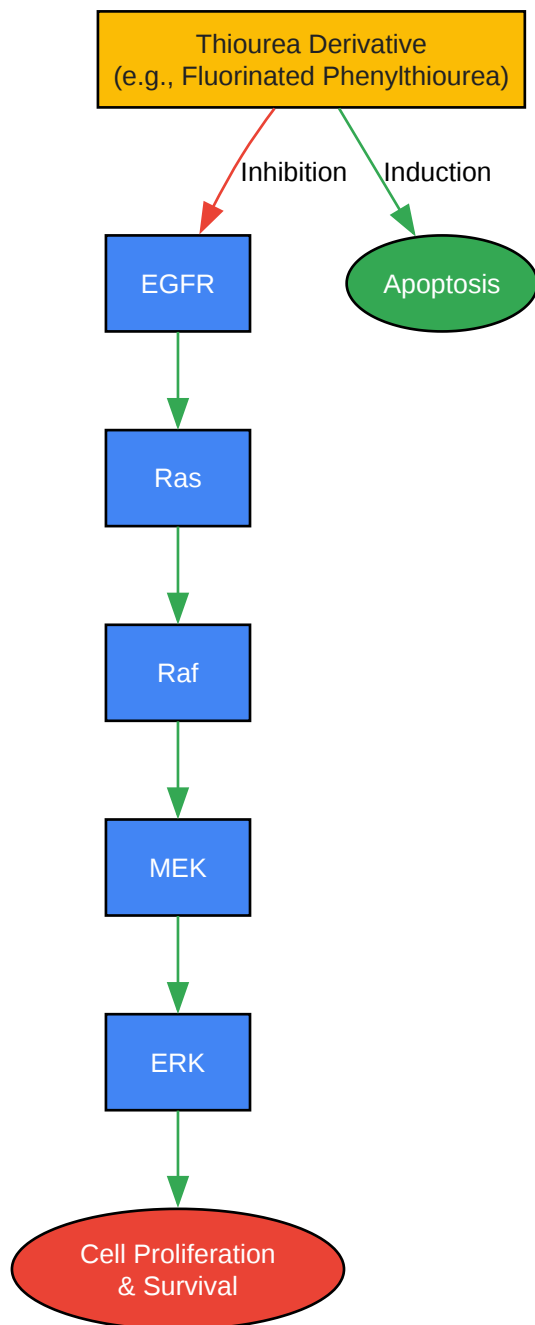 Thiourea Derivative
(e.g., Fluorinated Phenylthiourea)
Inhibition
Induction
EGFR
Apoptosis
Ras
Raf
MEK
ERK
Cell Proliferation
& Survival